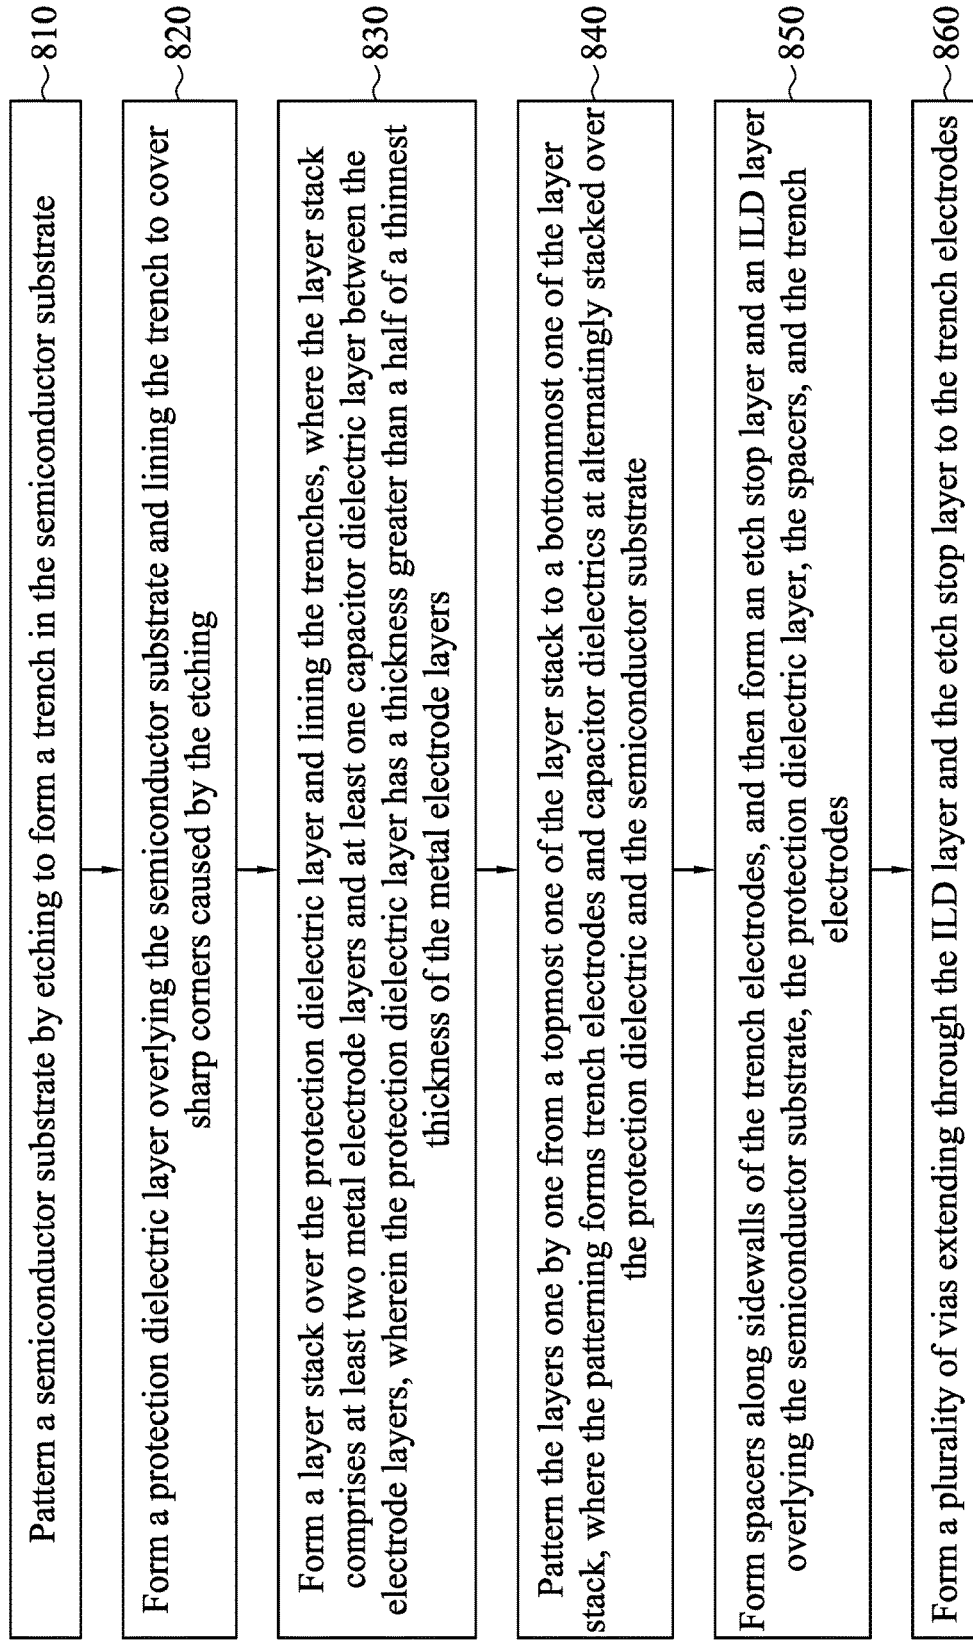 Pattern a semiconductor substrate by etching to form a trench in the semiconductor substrate
810
Form a protection dielectric layer overlying the semiconductor substrate and lining the trench to cover
sharp corners caused by the etching
820
Form a layer stack over the protection dielectric layer and lining the trenches, where the layer stack
comprises at least two metal electrode layers and at least one capacitor dielectric layer between the
electrode layers, wherein the protection dielectric layer has a thickness greater than a half of a thinnest
thickness of the metal electrode layers
830
Pattern the layers one by one from a topmost one of the layer stack to a bottommost one of the layer
stack, where the patterning forms trench electrodes and capacitor dielectrics at alternatingly stacked over
the protection dielectric and the semiconductor substrate
840
Form spacers along sidewalls of the trench electrodes, and then form an etch stop layer and an ILD layer
overlying the semiconductor substrate, the protection dielectric layer, the spacers, and the trench
electrodes
850
Form a plurality of vias extending through the ILD layer and the etch stop layer to the trench electrodes
860